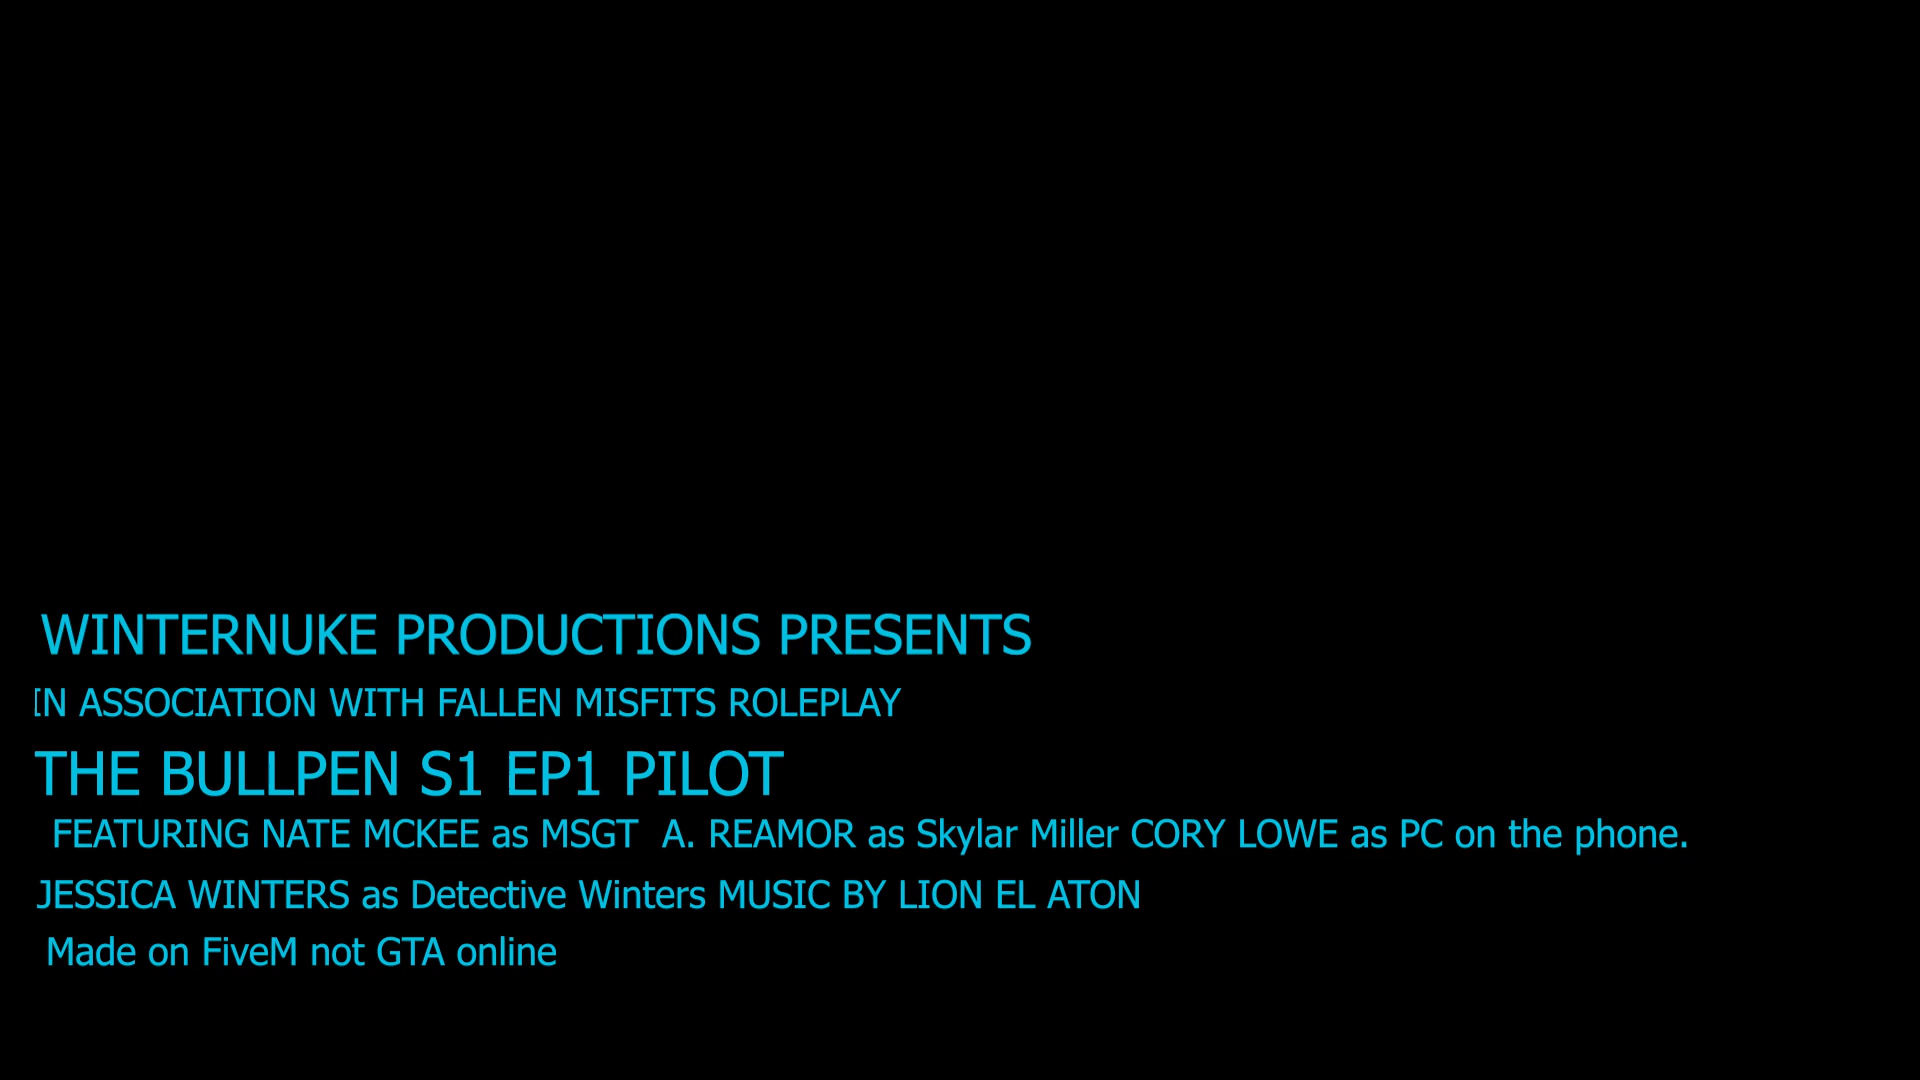 WINTERNUKE PRODUCTIONS PRESENTS
IN ASSOCIATION WITH FALLEN MISFITS ROLEPLAY
THE BULLPEN S1 EP1 PILOT
FEATURING NATE MCKEE as MSGT  A. REAMOR as Skylar Miller CORY LOWE as PC on the phone.
JESSICA WINTERS as Detective Winters MUSIC BY LION EL ATON
Made on FiveM not GTA online